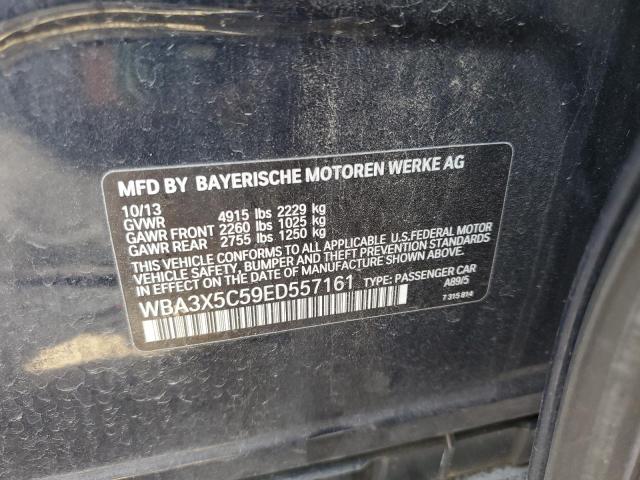 MFD BY BAYERISCHE MOTOREN WERKE AG
10/13
GVWR 4915 lbs 2229 kg
GAWR FRONT 2260 lbs 1025 kg
GAWR REAR 2755 lbs 1250 kg
THIS VEHICLE CONFORMS TO ALL APPLICABLE U.S.FEDERAL MOTOR
VEHICLE SAFETY, BUMPER, AND THEFT PREVENTION STANDARDS
IN EFFECT ON THE DATE OF MANUFACTURE SHOWN ABOVE.
WBA3X5C59ED557161 TYPE: PASSENGER CAR
A89/5
7 315 814